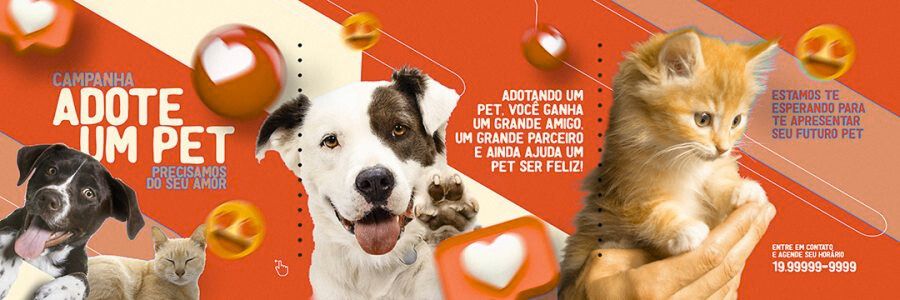 CAMPANHA
ADOTE
UM PET
PRECISAMOS
DO SEU AMOR
ADOTANDO UM
PET, VOCÊ GANHA
UM GRANDE AMIGO,
UM GRANDE PARCEIRO
E AINDA AJUDA UM
PET SER FELIZ!
ESTAMOS TE
ESPERANDO PARA
TE APRESENTAR
SEU FUTURO PET
ENTRE EM CONTATO
E AGENDE SEU HORÁRIO
19.99999-9999